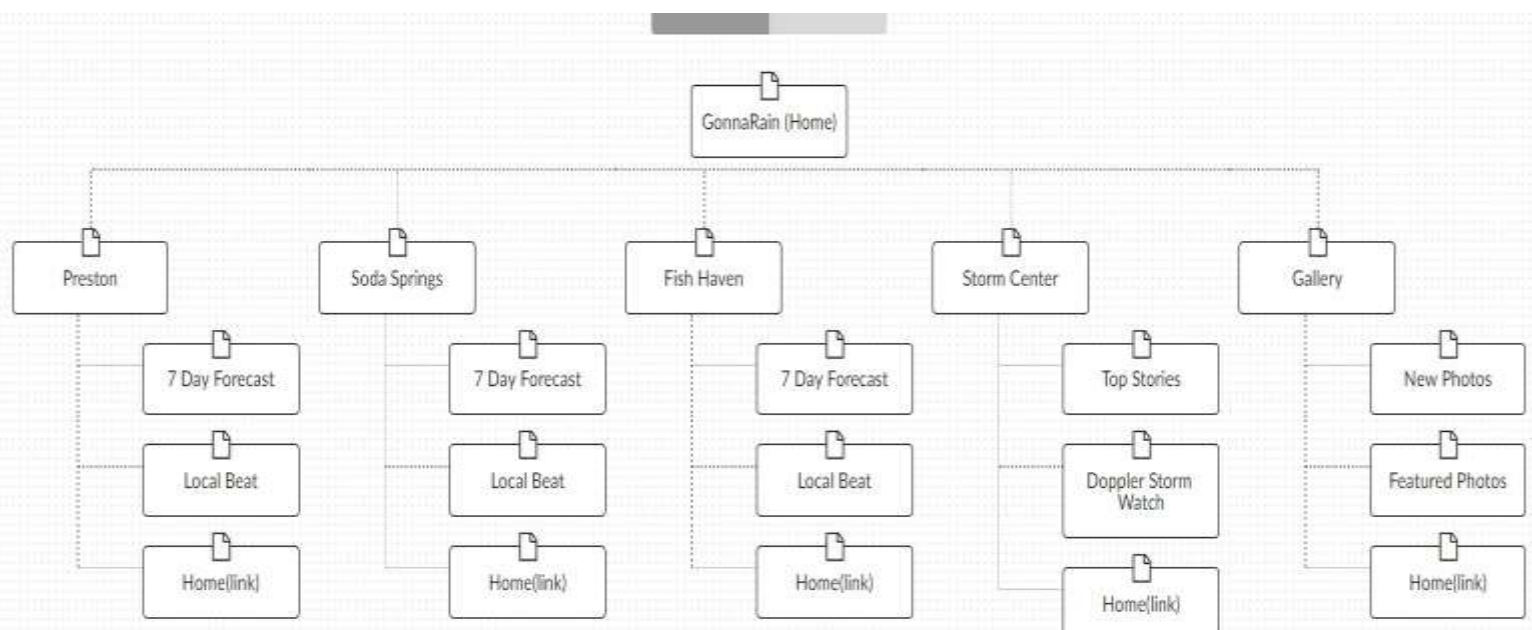 GonnaRain (Home)
Preston
Soda Springs
Fish Haven
Storm Center
Gallery
7 Day Forecast
7 Day Forecast
7 Day Forecast
Top Stories
New Photos
Local Beat
Local Beat
Local Beat
Doppler Storm
Watch
Featured Photos
Home(link)
Home(link)
Home(link)
Home(link)
Home(link)